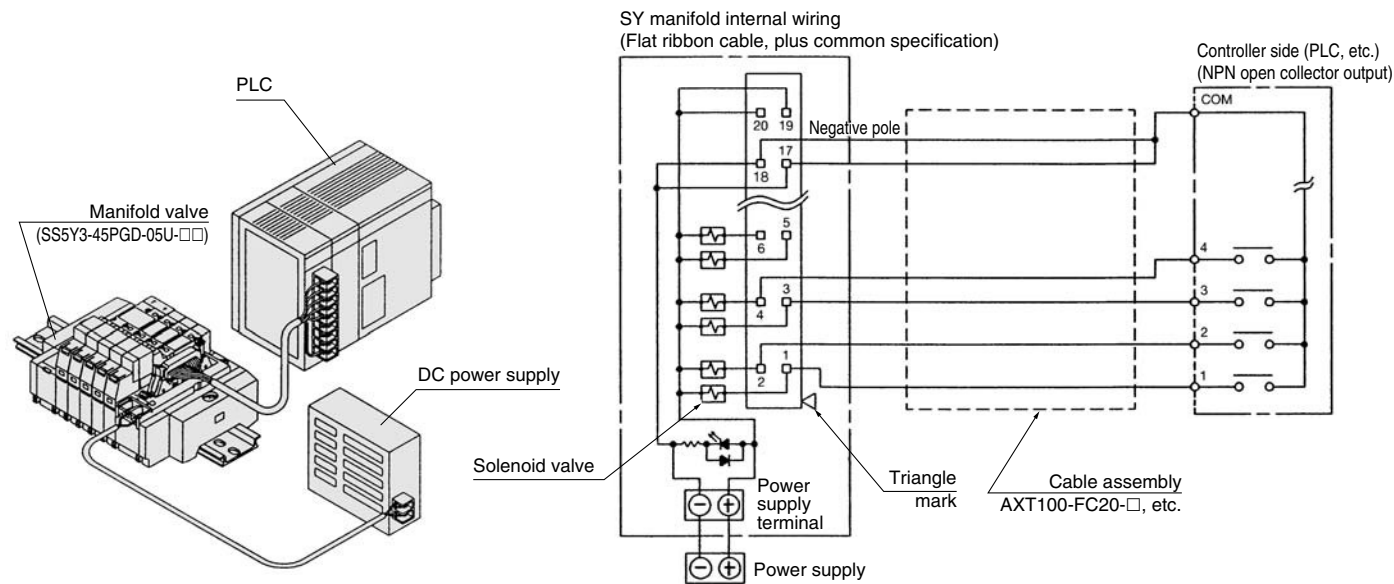 PLC
Manifold valve
(SS5Y3-45PGD-05U-□□)
DC power supply
SY manifold internal wiring
(Flat ribbon cable, plus common specification)
Controller side (PLC, etc.)
(NPN open collector output)
COM
20 19
Negative pole
17
18
5
6
4
3
4
3
2
1
2
1
Solenoid valve
Triangle
mark
Cable assembly
AXT100-FC20-□, etc.
− +
Power
supply
terminal
− +
Power supply